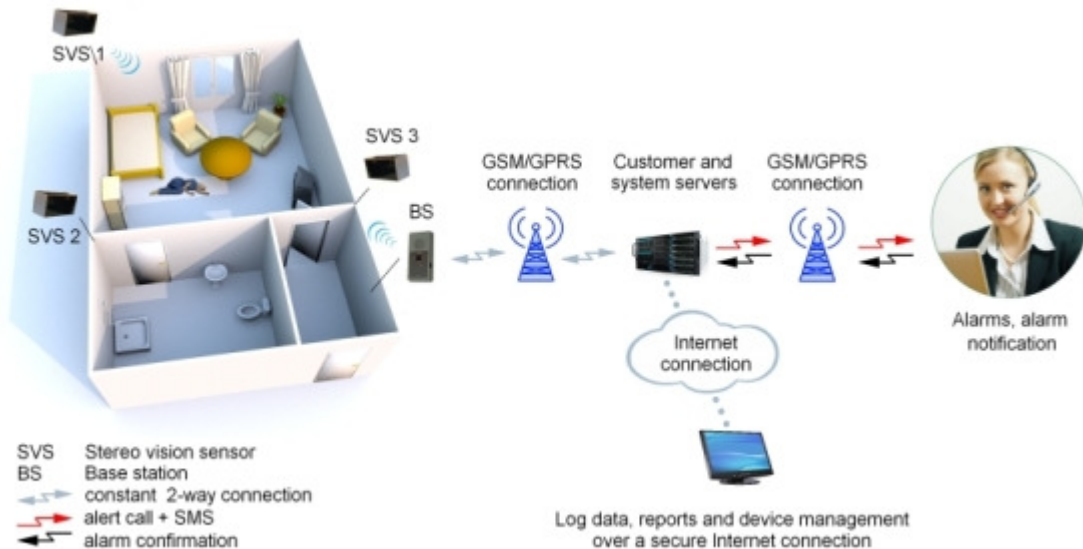 SVS 1
SVS 3
SVS 2
BS
GSM/GPRS
connection
Customer and
system servers
GSM/GPRS
connection
Alarms, alarm
notification
Internet
connection
SVS Stereo vision sensor
BS Base station
constant 2-way connection
alert call + SMS
alarm confirmation
Log data, reports and device management
over a secure Internet connection